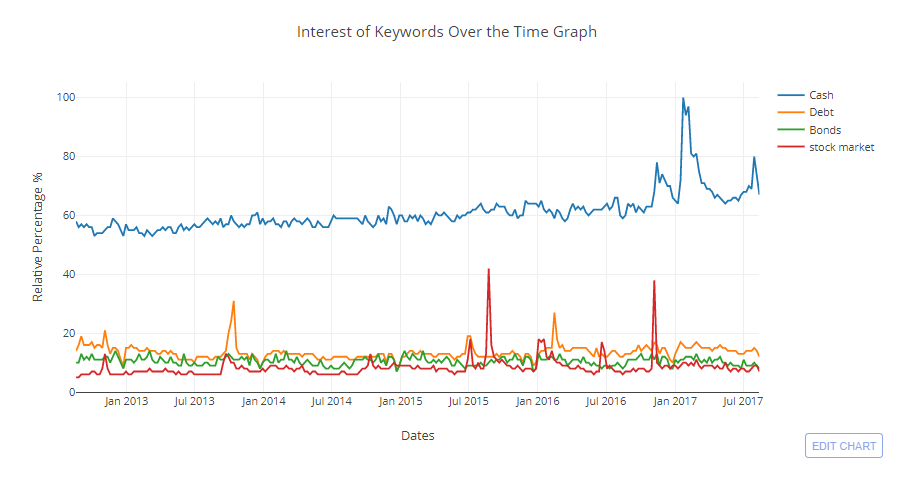 Interest of Keywords Over the Time Graph
100
80
60
40
20
0
Relative Percentage %
Jan 2013 Jul 2013 Jan 2014 Jul 2014 Jan 2015 Jul 2015 Jan 2016 Jul 2016 Jan 2017 Jul 2017
Dates
Cash
Debt
Bonds
stock market
EDIT CHART